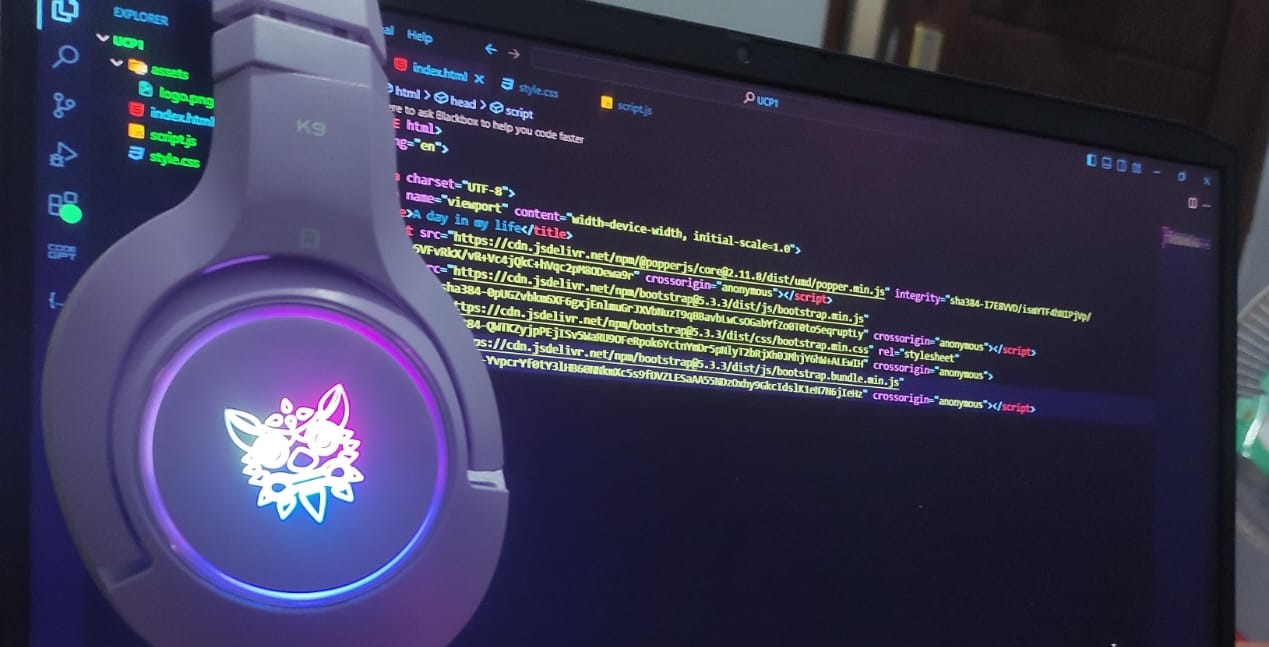 EXPLORER
UCP1
assets
logo.png
index.html
script.js
style.css
CODE
GPT
K9
Help
UCP1
index.html
style.css
script.js
html > head > script
to ask Blackbox to help you code faster
html>
"en">
charset="UTF-8">
name="viewport" content="width=device-width, initial-scale=1.0">
>A day in my life</title>
src="https://cdn.jsdelivr.net/npm/@popperjs/core@2.11.8/dist/umd/popper.min.js" integrity="sha384-I7E8VVD/ismYTF4hNIPjVp/
crossorigin="anonymous"></script>
"https://cdn.jsdelivr.net/npm/bootstrap@5.3.3/dist/js/bootstrap.min.js"
crossorigin="anonymous"></script>
cdn.jsdelivr.net/npm/bootstrap@5.3.3/dist/css/bootstrap.min.css" rel="stylesheet"
crossorigin="anonymous">
cdn.jsdelivr.net/npm/bootstrap@5.3.3/dist/js/bootstrap.bundle.min.js"
crossorigin="anonymous"></script>